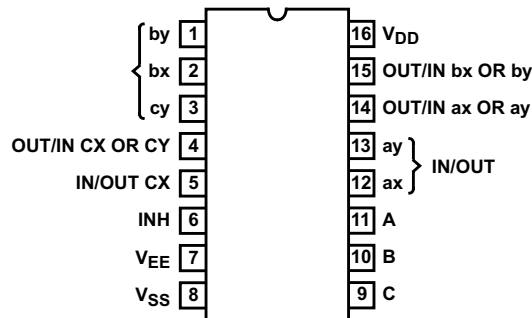 by 1 16 VDD
bx 2 15 OUT/IN bx OR by
cy 3 14 OUT/IN ax OR ay
OUT/IN CX OR CY 4 13 ay
IN/OUT
IN/OUT CX 5 12 ax
INH 6 11 A
VEE 7 10 B
VSS 8 9 C